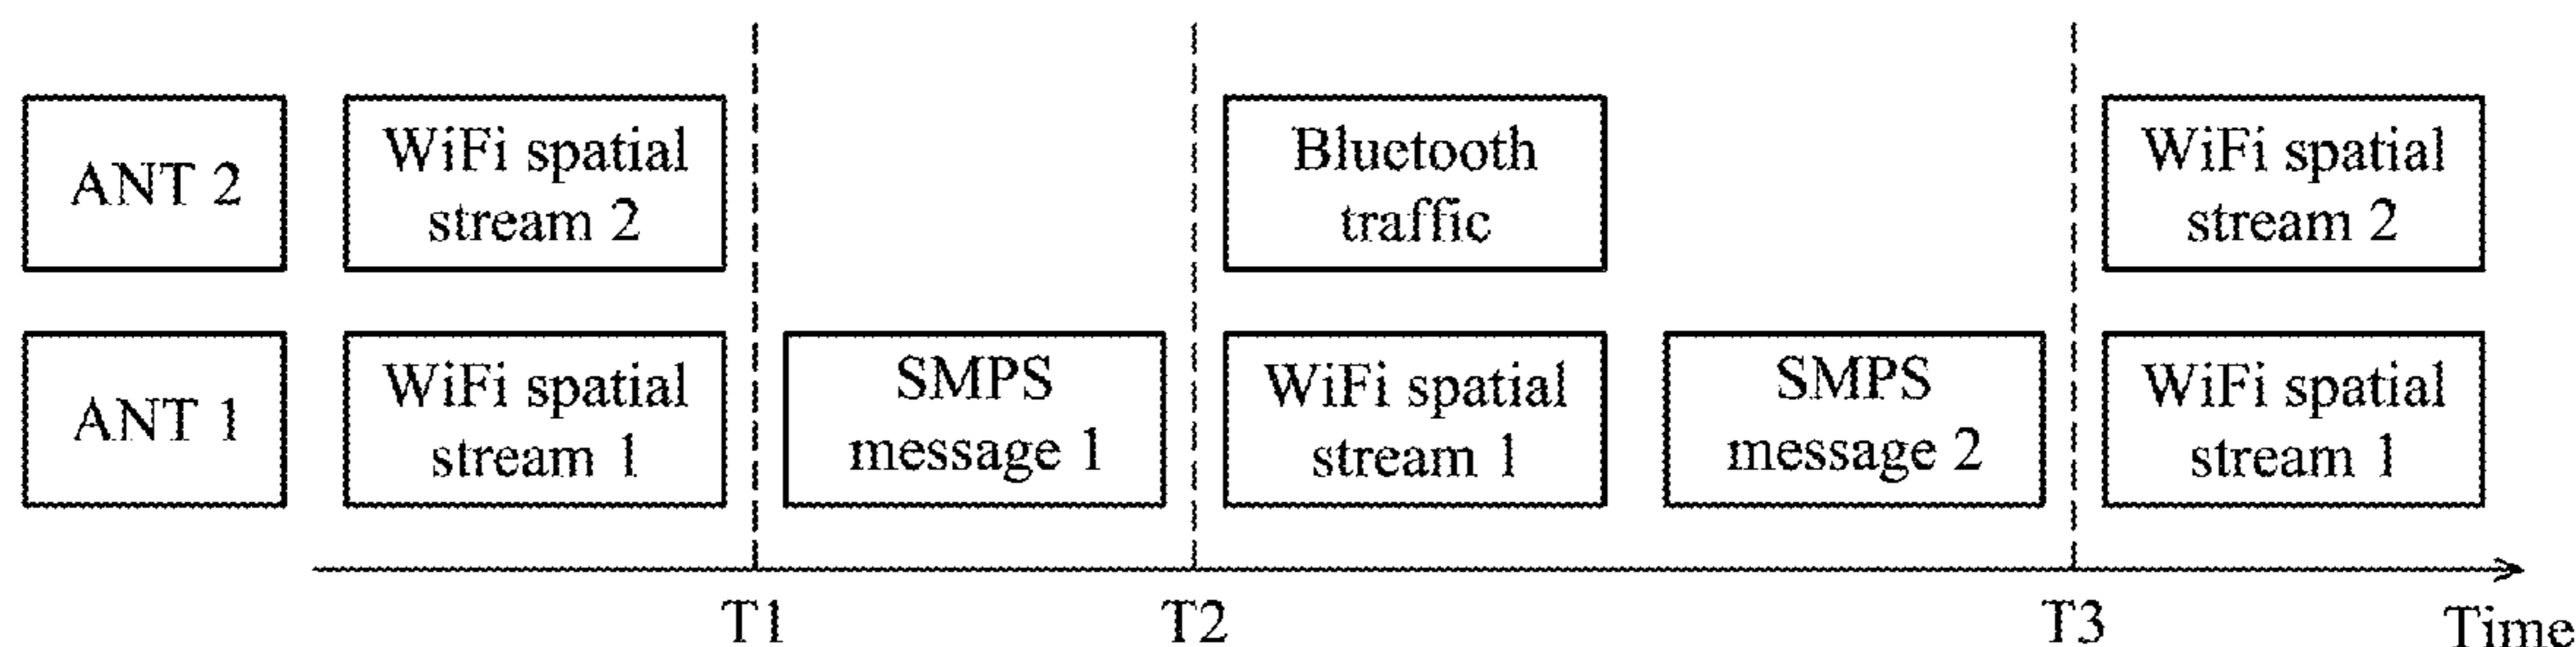 ANT 2
WiFi spatial
stream 2
Bluetooth
traffic
WiFi spatial
stream 2
ANT 1
WiFi spatial
stream 1
SMPS
message 1
WiFi spatial
stream 1
SMPS
message 2
WiFi spatial
stream 1
T1
T2
T3
Time